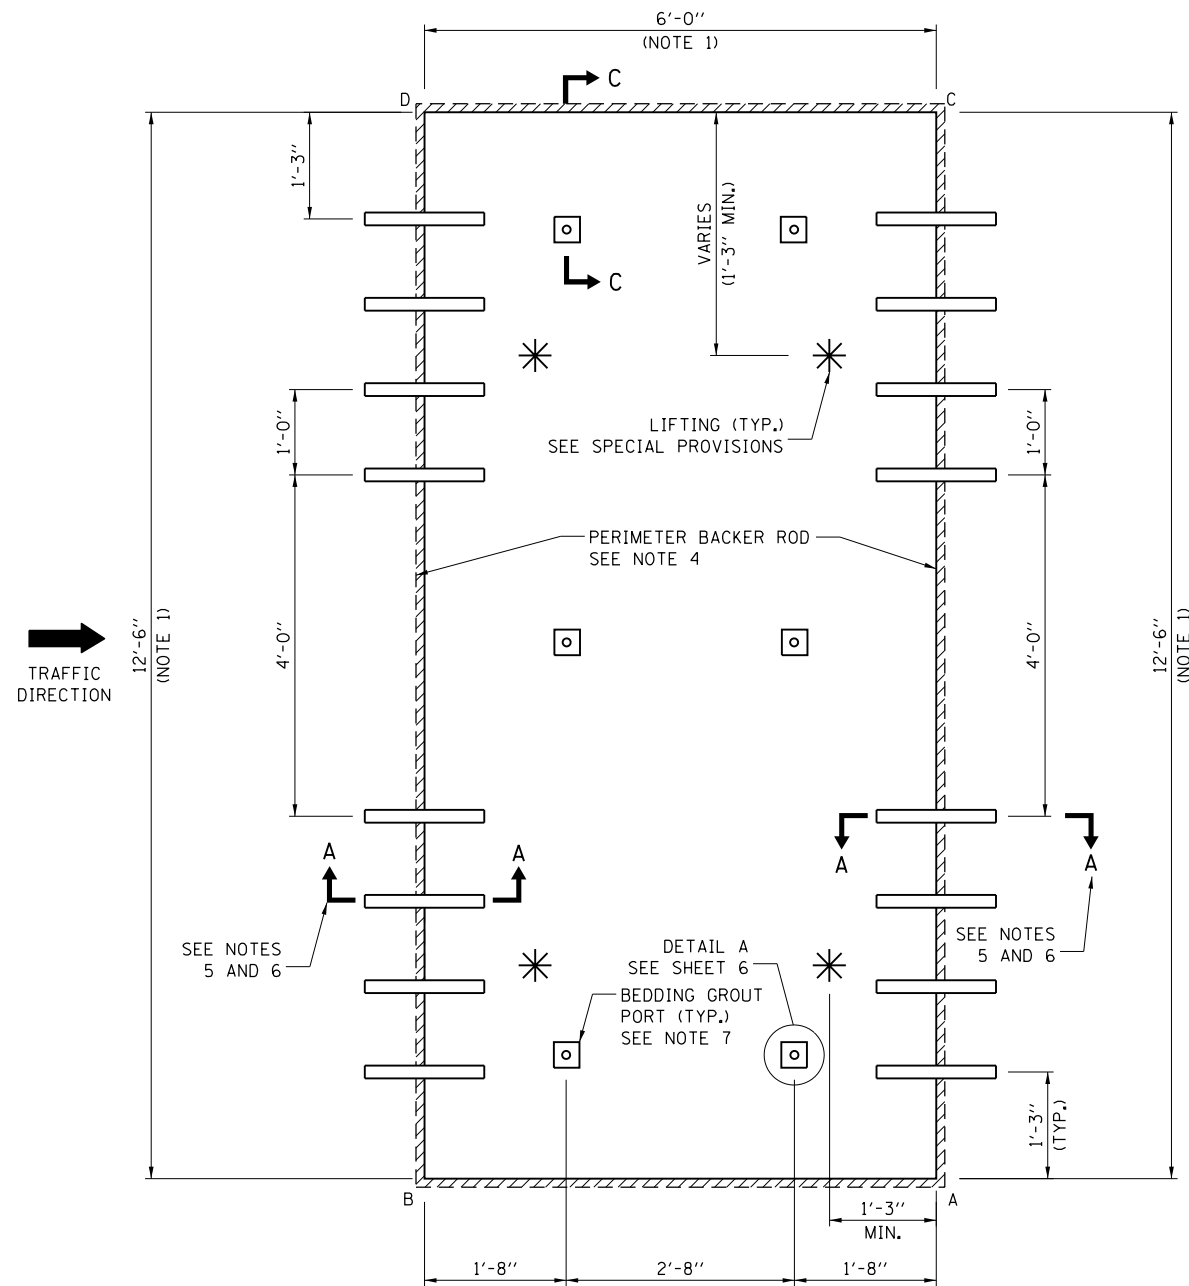 6'-0"
(NOTE 1)
C
D
C
1'-3"
VARIES
(1'-3" MIN.)
C
LIFTING (TYP.)
SEE SPECIAL PROVISIONS
1'-0"
1'-0"
PERIMETER BACKER ROD
SEE NOTE 4
TRAFFIC
DIRECTION
12'-6"
(NOTE 1)
4'-0"
4'-0"
12'-6"
(NOTE 1)
A
A
A
A
SEE NOTES
5 AND 6
SEE NOTES
5 AND 6
DETAIL A
SEE SHEET 6
BEDDING GROUT
PORT (TYP.)
SEE NOTE 7
1'-3"
(TYP.)
B
A
1'-3"
MIN.
1'-8"
2'-8"
1'-8"